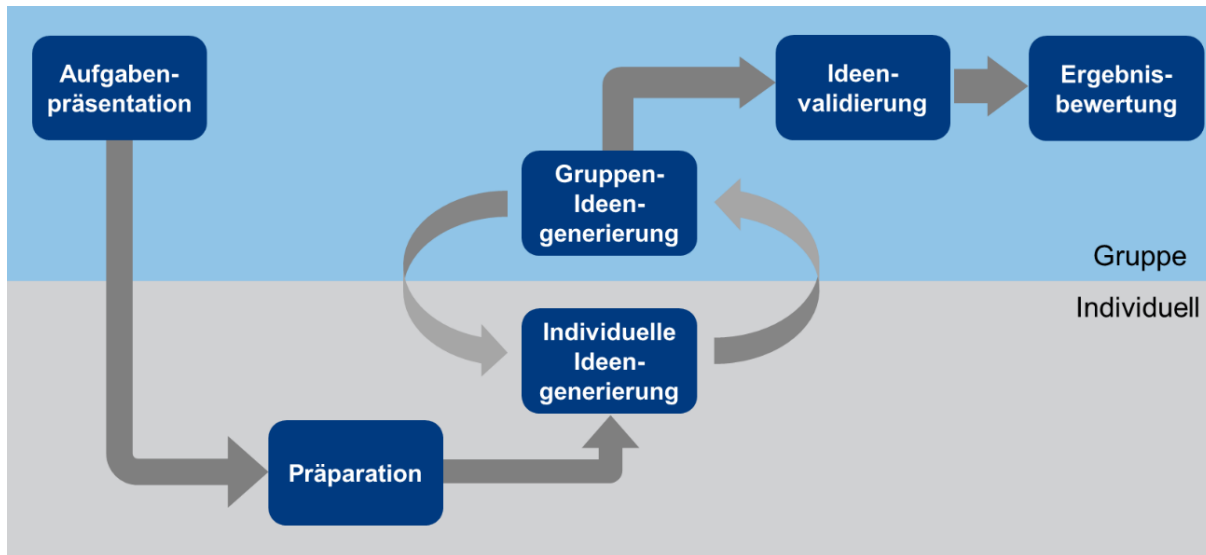 Aufgaben-
präsentation
Ideen-
validierung
Ergebnis-
bewertung
Gruppen-
Ideen-
generierung
Gruppe
Individuell
Individuelle
Ideen-
generierung
Präparation